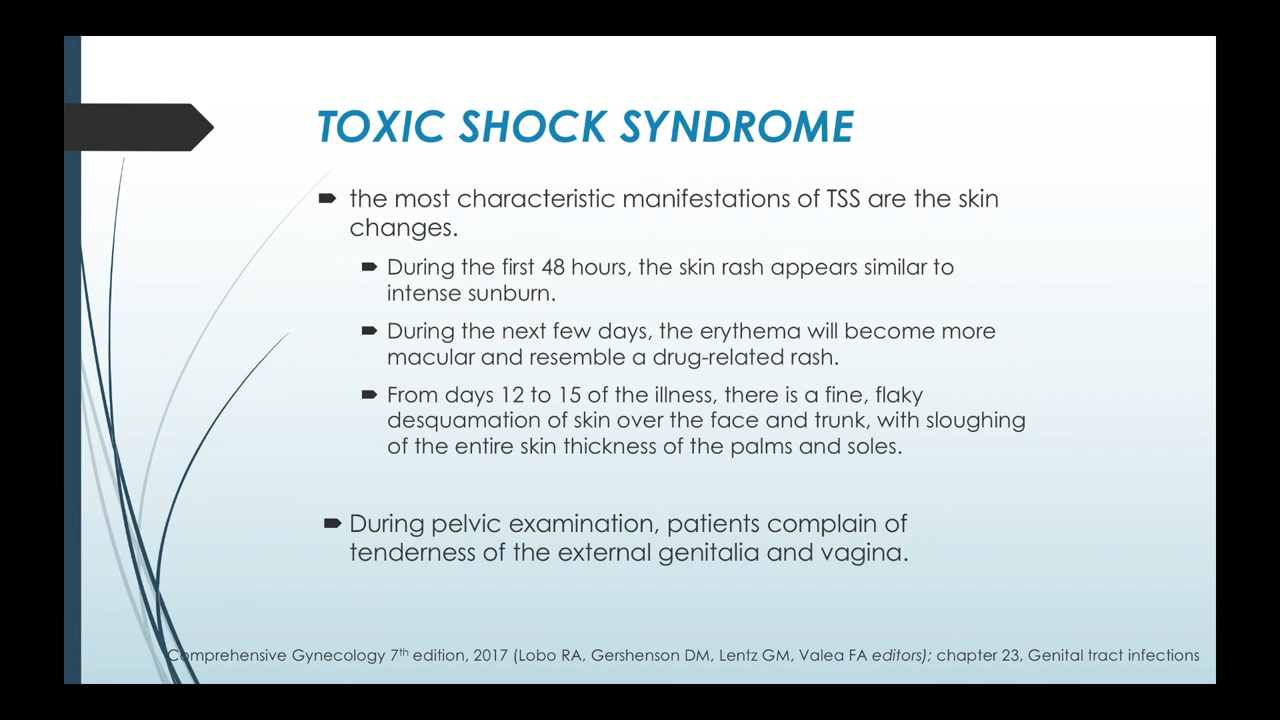 TOXIC SHOCK SYNDROME
the most characteristic manifestations of TSS are the skin
changes.
During the first 48 hours, the skin rash appears similar to
intense sunburn.
During the next few days, the erythema will become more
macular and resemble a drug-related rash.
From days 12 to 15 of the illness, there is a fine, flaky
desquamation of skin over the face and trunk, with sloughing
of the entire skin thickness of the palms and soles.
During pelvic examination, patients complain of
tenderness of the external genitalia and vagina.
Comprehensive Gynecology 7th edition, 2017 (Lobo RA, Gershenson DM, Lentz GM, Valea FA editors); chapter 23, Genital tract infections